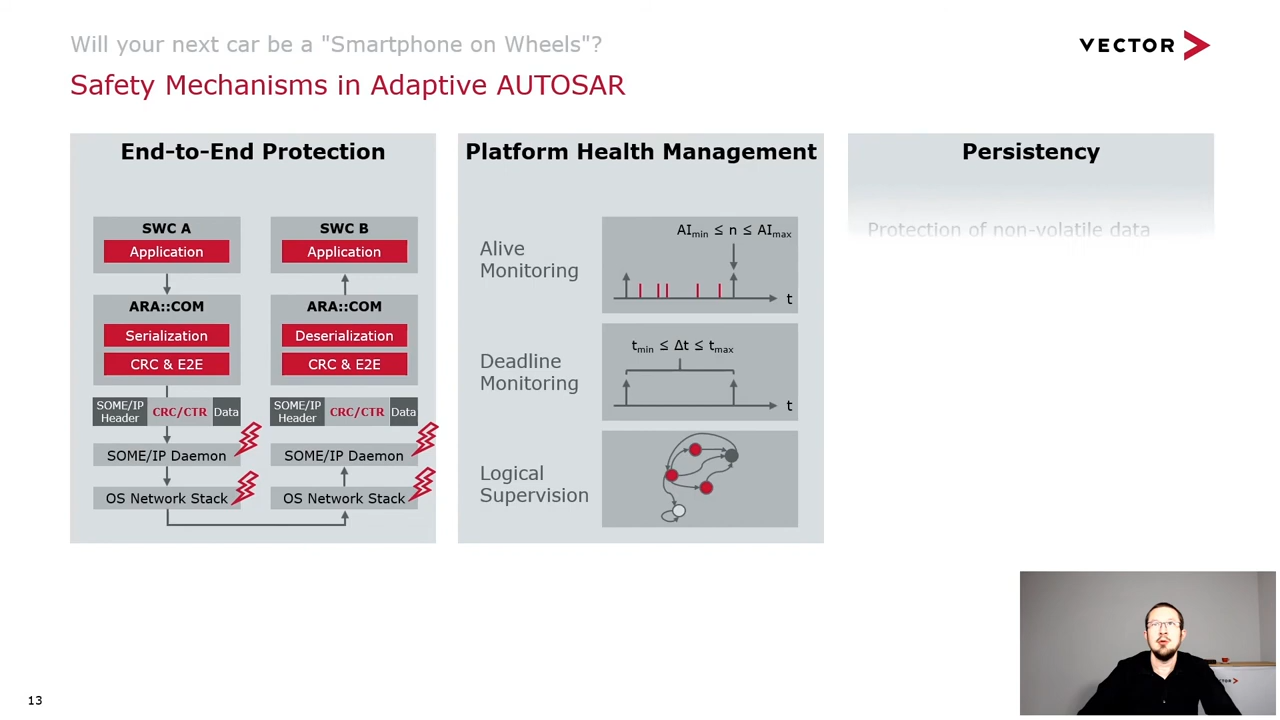 Will your next car be a "Smartphone on Wheels"?
VECTOR
Safety Mechanisms in Adaptive AUTOSAR
End-to-End Protection
SWC A
Application
SWC B
Application
ARA::COM
Serialization
CRC & E2E
ARA::COM
Deserialization
CRC & E2E
SOME/IP
Header
CRC/CTR
Data
SOME/IP
Header
CRC/CTR
Data
SOME/IP Daemon
SOME/IP Daemon
OS Network Stack
OS Network Stack
Platform Health Management
Alive
Monitoring
AImin ≤ n ≤ AImax
t
Deadline
Monitoring
tmin ≤ Δt ≤ tmax
t
Logical
Supervision
Persistency
Protection of non-volatile data
13